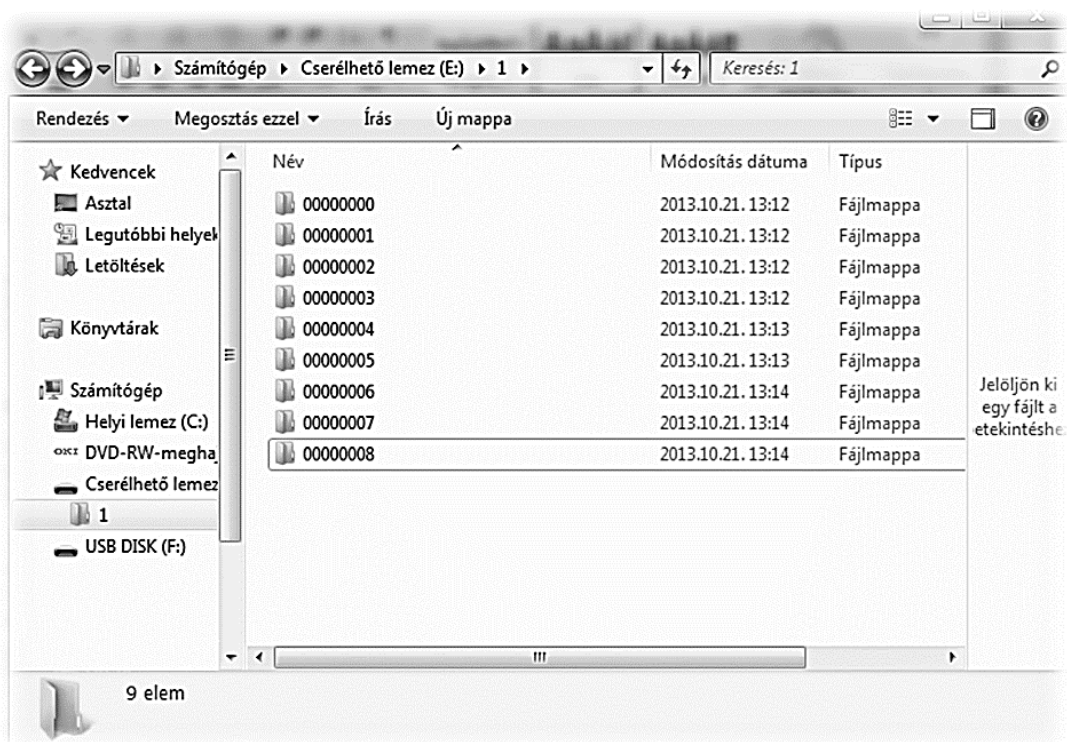 Számítógép ▸ Cserélhető lemez (E:) ▸ 1 ▸
Keresés: 1
Rendezés Megosztás ezzel Írás Új mappa
Kedvencek
Asztal
Legutóbbi helyek
Letöltések
Könyvtárak
Számítógép
Helyi lemez (C:)
DVD-RW-megha
Cserélhető lemez
1
USB DISK (F:)
Név Módosítás dátuma Típus
00000000 2013.10.21. 13:12 Fájlmappa
00000001 2013.10.21. 13:12 Fájlmappa
00000002 2013.10.21. 13:12 Fájlmappa
00000003 2013.10.21. 13:12 Fájlmappa
00000004 2013.10.21. 13:13 Fájlmappa
00000005 2013.10.21. 13:13 Fájlmappa
00000006 2013.10.21. 13:14 Fájlmappa
00000007 2013.10.21. 13:14 Fájlmappa
00000008 2013.10.21. 13:14 Fájlmappa
Jelöljön ki
egy fájlt a
etekintéshe
9 elem